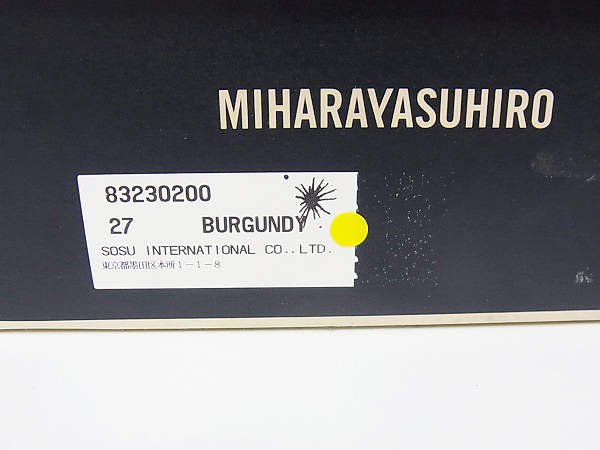 MIHARAYASUHIRO
83230200
27 BURGUNDY
SOSU INTERNATIONAL CO.,LTD.
東京都墨田区本所1-1-8